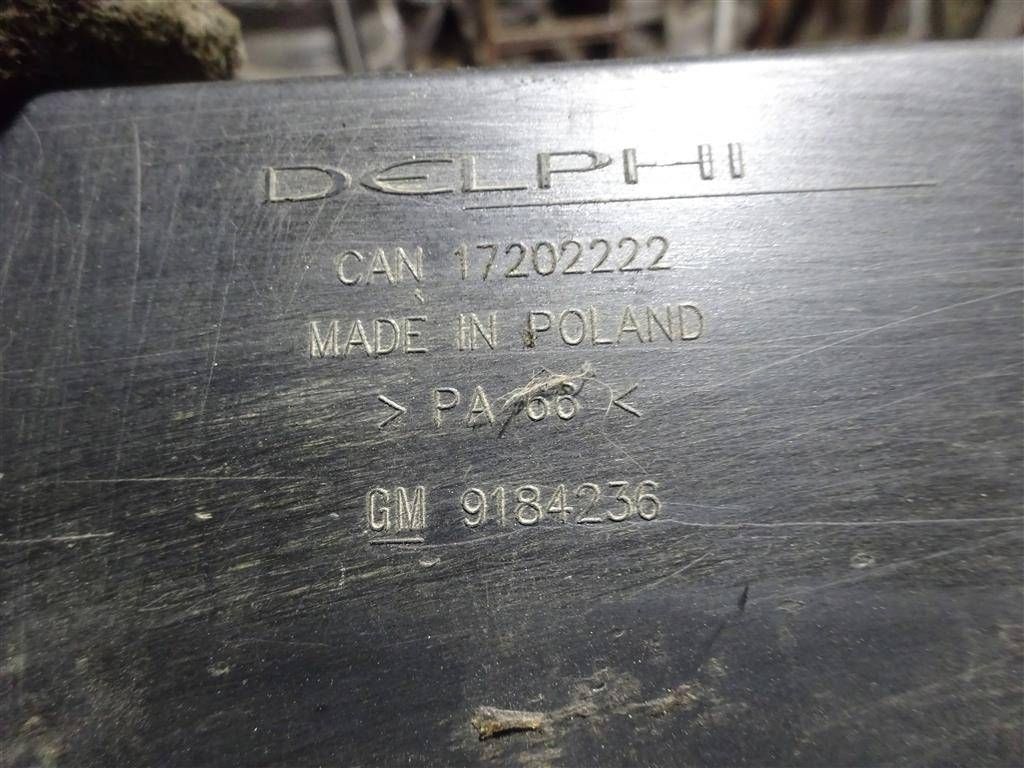 DELPHI
CAN 17202222
MADE IN POLAND
> PA 66 <
GM 9184236